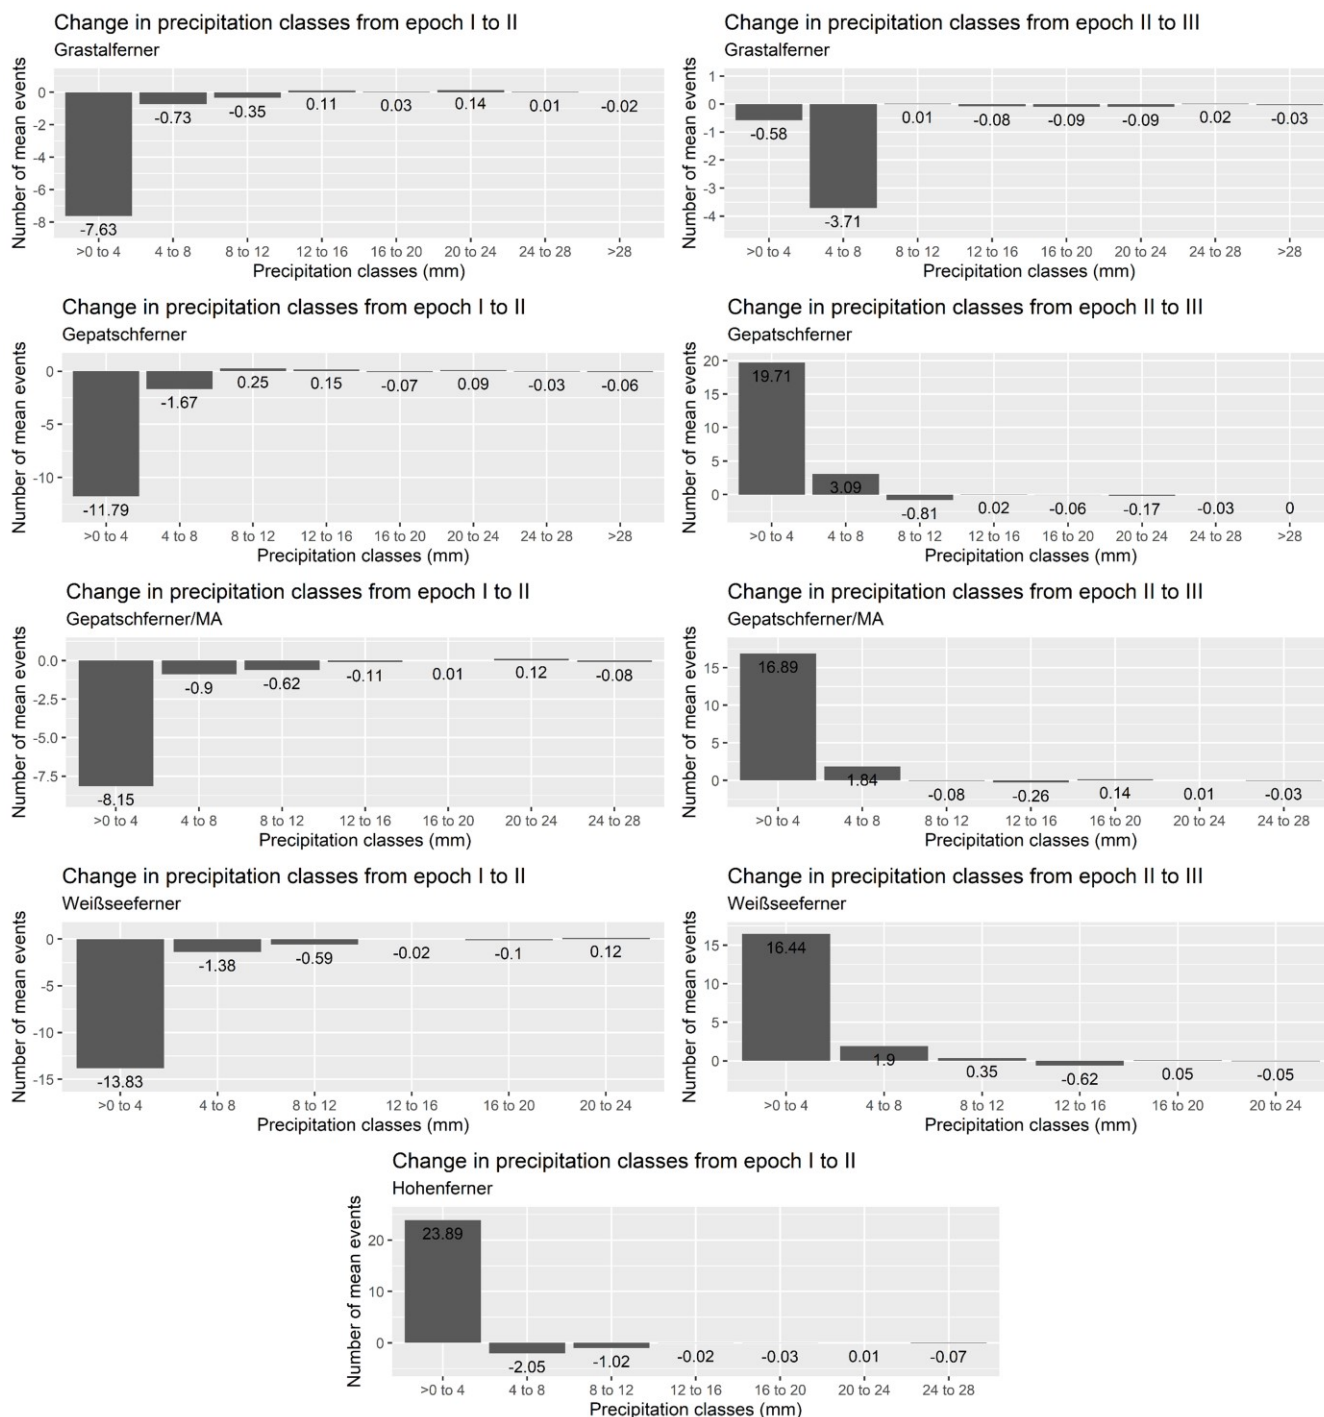 Change in precipitation classes from epoch I to II
Grastalferner
Number of mean events
0
-2
-4
-6
-8
-7.63 -0.73 -0.35 0.11 0.03 0.14 0.01 -0.02
>0 to 4 4 to 8 8 to 12 12 to 16 16 to 20 20 to 24 24 to 28 >28
Precipitation classes (mm)
Change in precipitation classes from epoch II to III
Grastalferner
Number of mean events
1
0
-1
-2
-3
-4
-0.58 -3.71 0.01 -0.08 -0.09 -0.09 0.02 -0.03
>0 to 4 4 to 8 8 to 12 12 to 16 16 to 20 20 to 24 24 to 28 >28
Precipitation classes (mm)
Change in precipitation classes from epoch I to II
Gepatschferner
Number of mean events
0
-5
-10
-11.79 -1.67 0.25 0.15 -0.07 0.09 -0.03 -0.06
>0 to 4 4 to 8 8 to 12 12 to 16 16 to 20 20 to 24 24 to 28 >28
Precipitation classes (mm)
Change in precipitation classes from epoch II to III
Gepatschferner
Number of mean events
20
15
10
5
0
19.71 3.09 -0.81 0.02 -0.06 -0.17 -0.03 0
>0 to 4 4 to 8 8 to 12 12 to 16 16 to 20 20 to 24 24 to 28 >28
Precipitation classes (mm)
Change in precipitation classes from epoch I to II
Gepatschferner/MA
Number of mean events
0.0
-2.5
-5.0
-7.5
-8.15 -0.9 -0.62 -0.11 0.01 0.12 -0.08
>0 to 4 4 to 8 8 to 12 12 to 16 16 to 20 20 to 24 24 to 28
Precipitation classes (mm)
Change in precipitation classes from epoch II to III
Gepatschferner/MA
Number of mean events
15
10
5
0
16.89 1.84 -0.08 -0.26 0.14 0.01 -0.03
>0 to 4 4 to 8 8 to 12 12 to 16 16 to 20 20 to 24 24 to 28
Precipitation classes (mm)
Change in precipitation classes from epoch I to II
Weißseeferner
Number of mean events
0
-5
-10
-15
-13.83 -1.38 -0.59 -0.02 -0.1 0.12
>0 to 4 4 to 8 8 to 12 12 to 16 16 to 20 20 to 24
Precipitation classes (mm)
Change in precipitation classes from epoch II to III
Weißseeferner
Number of mean events
15
10
5
0
16.44 1.9 0.35 -0.62 0.05 -0.05
>0 to 4 4 to 8 8 to 12 12 to 16 16 to 20 20 to 24
Precipitation classes (mm)
Change in precipitation classes from epoch I to II
Hohenferner
Number of mean events
20
10
0
23.89 -2.05 -1.02 -0.02 -0.03 0.01 -0.07
>0 to 4 4 to 8 8 to 12 12 to 16 16 to 20 20 to 24 24 to 28
Precipitation classes (mm)